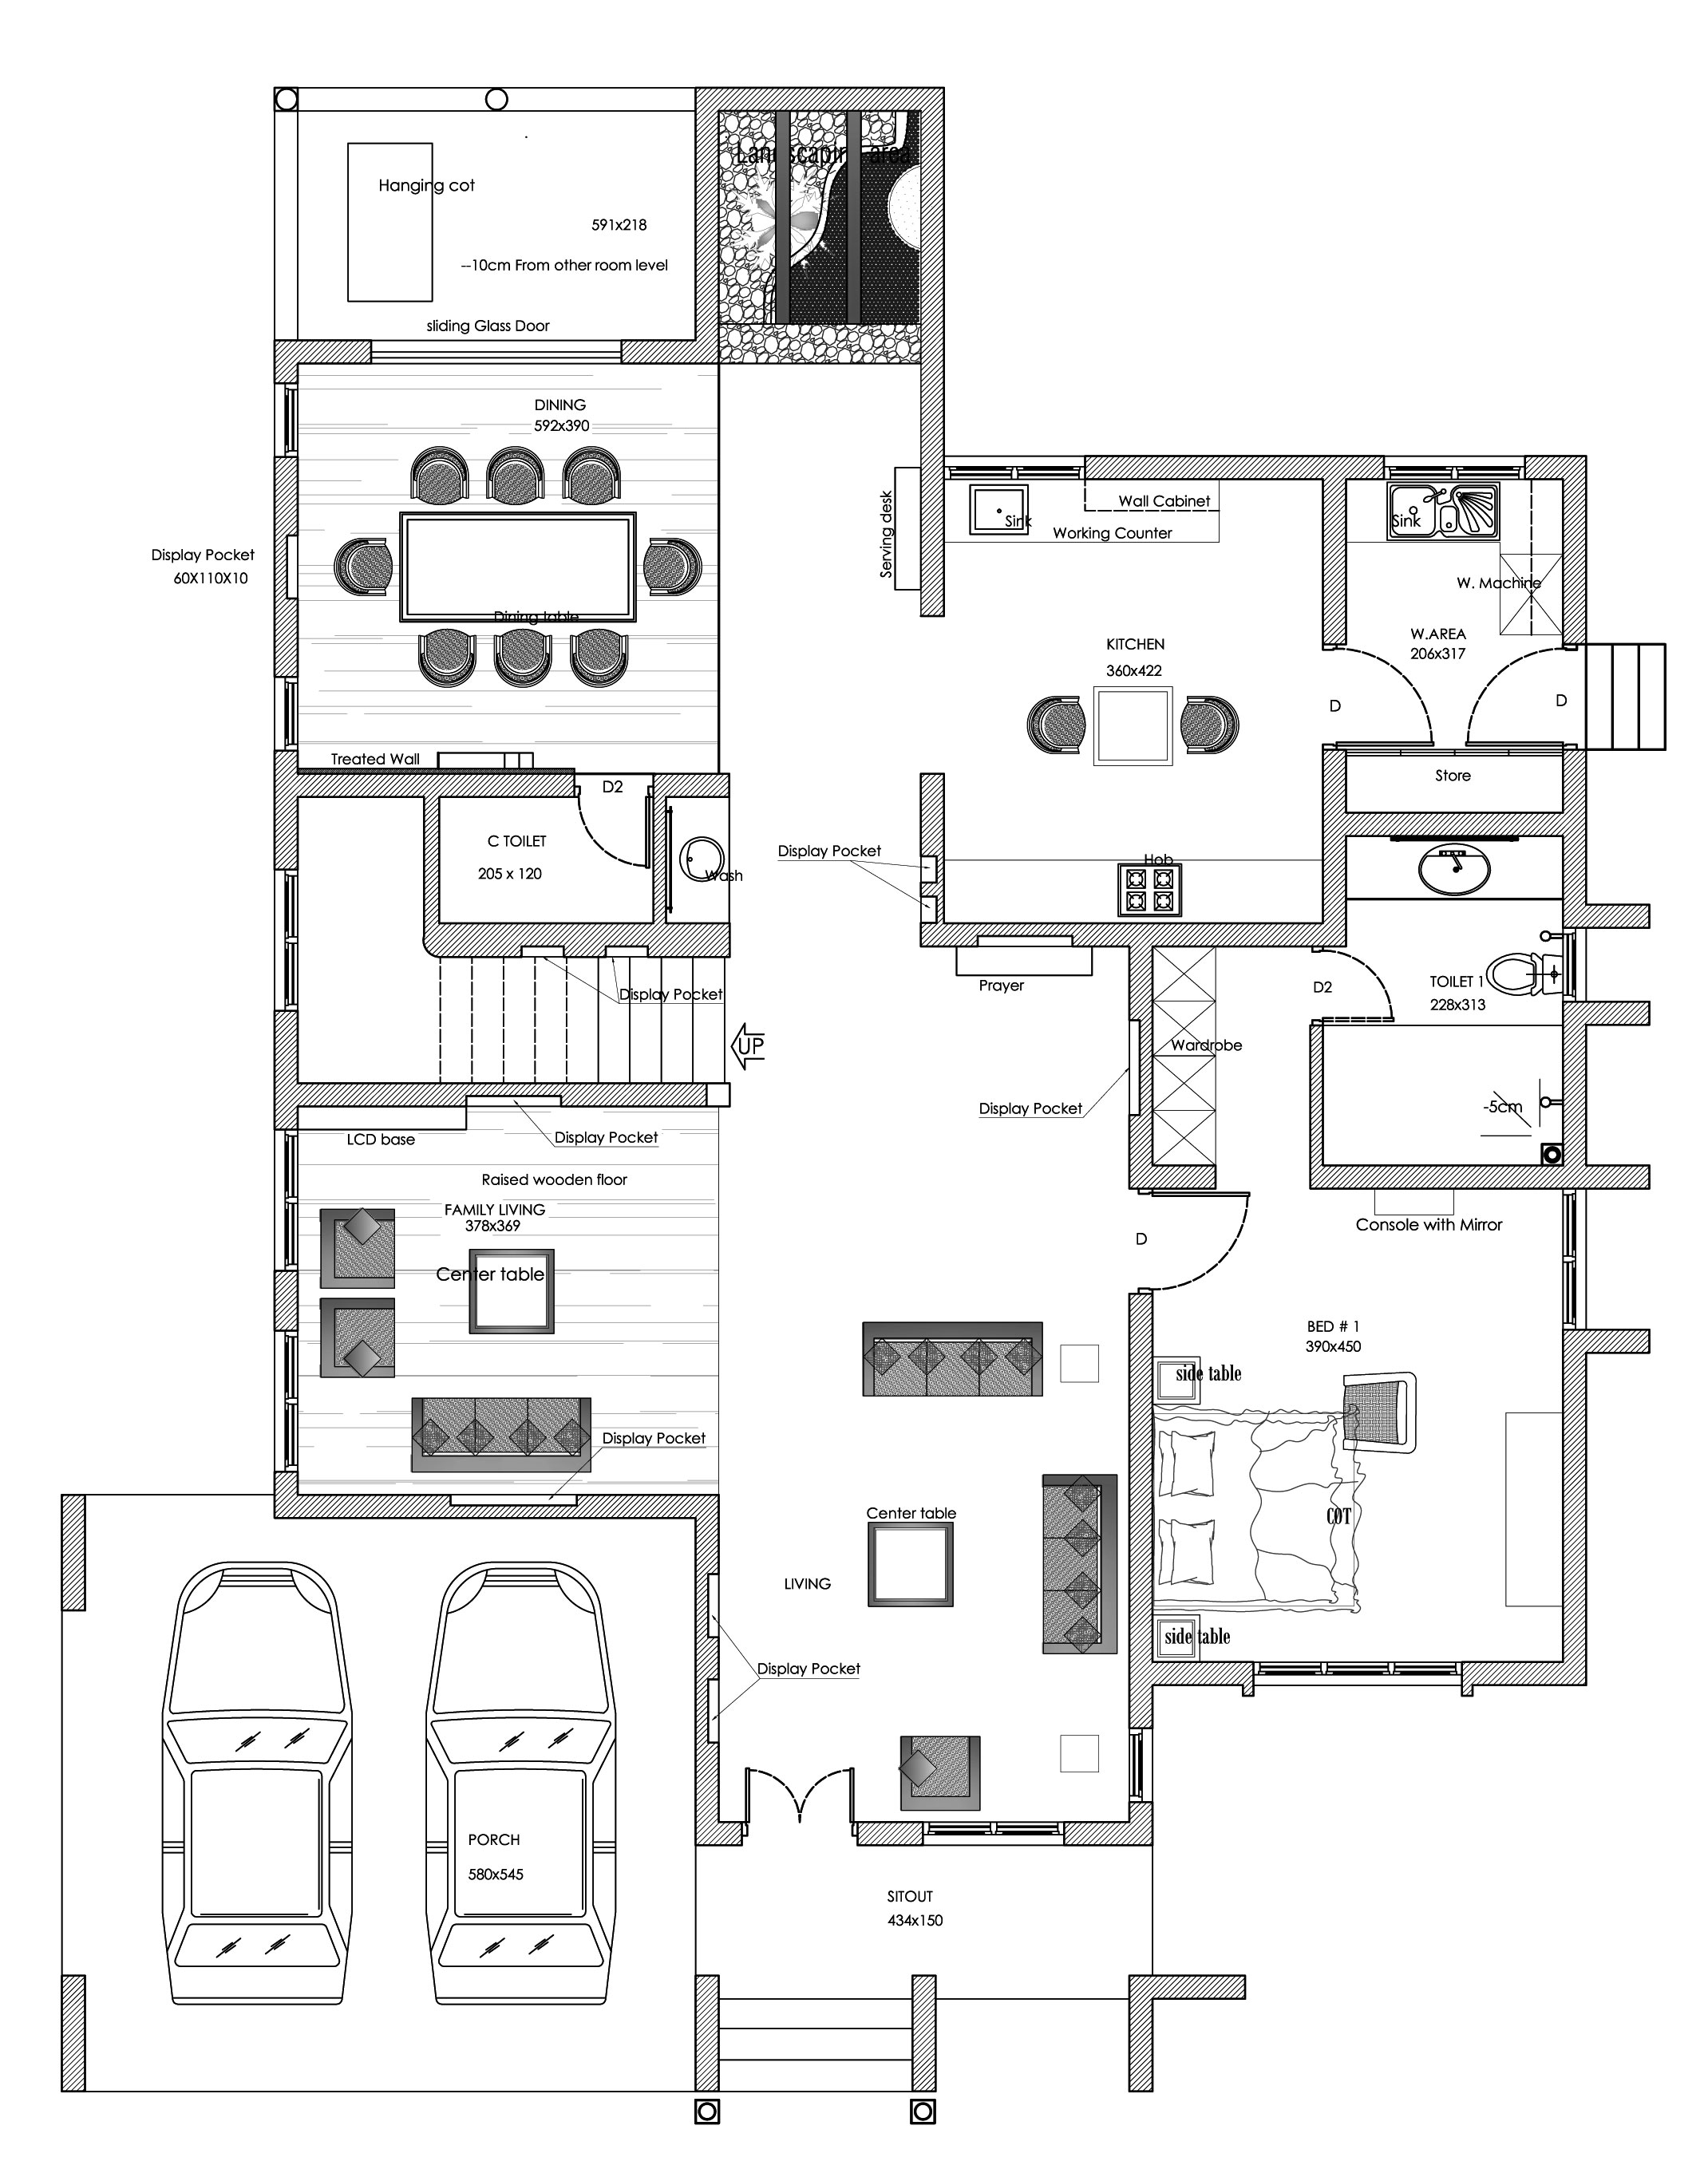 Landscaping area
Hanging cot
591x218
--10cm From other room level
sliding Glass Door
DINING
592x390
Serving desk
Wall Cabinet
Sink
Working Counter
Sink
Display Pocket
60X110X10
W. Machine
Dining table
W.AREA
206x317
KITCHEN
360x422
D
D
Treated Wall
D2
Store
C TOILET
205 x 120
Wash
Display Pocket
Hob
Prayer
Display Pocket
D2
TOILET 1
228x313
UP
Wardrobe
Display Pocket
-5cm
LCD base
Display Pocket
Raised wooden floor
FAMILY LIVING
378x369
Console with Mirror
D
Center table
BED # 1
390x450
side table
Display Pocket
Center table
COT
LIVING
side table
Display Pocket
PORCH
580x545
SITOUT
434x150